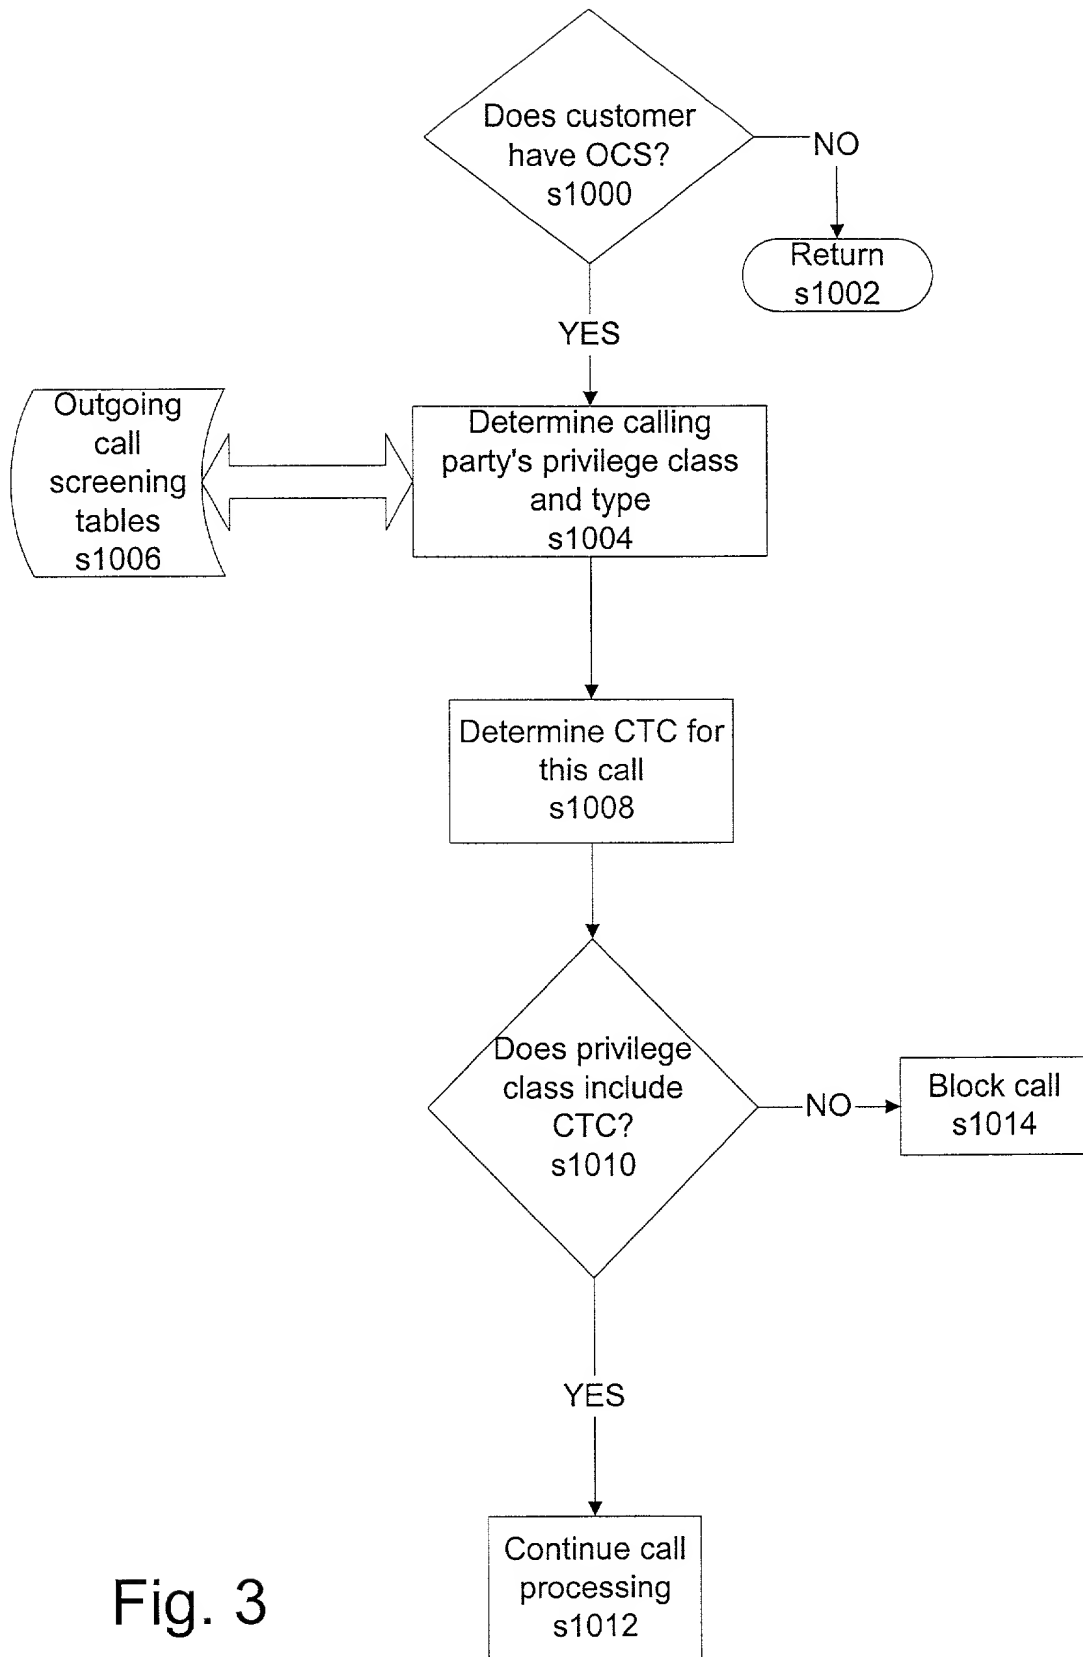 Does customer
have OCS?
s1000
NO
Return
s1002
YES
Outgoing
call
screening
tables
s1006
Determine calling
party's privilege class
and type
s1004
Determine CTC for
this call
s1008
Does privilege
class include
CTC?
s1010
NO
Block call
s1014
YES
Continue call
processing
s1012
Fig. 3